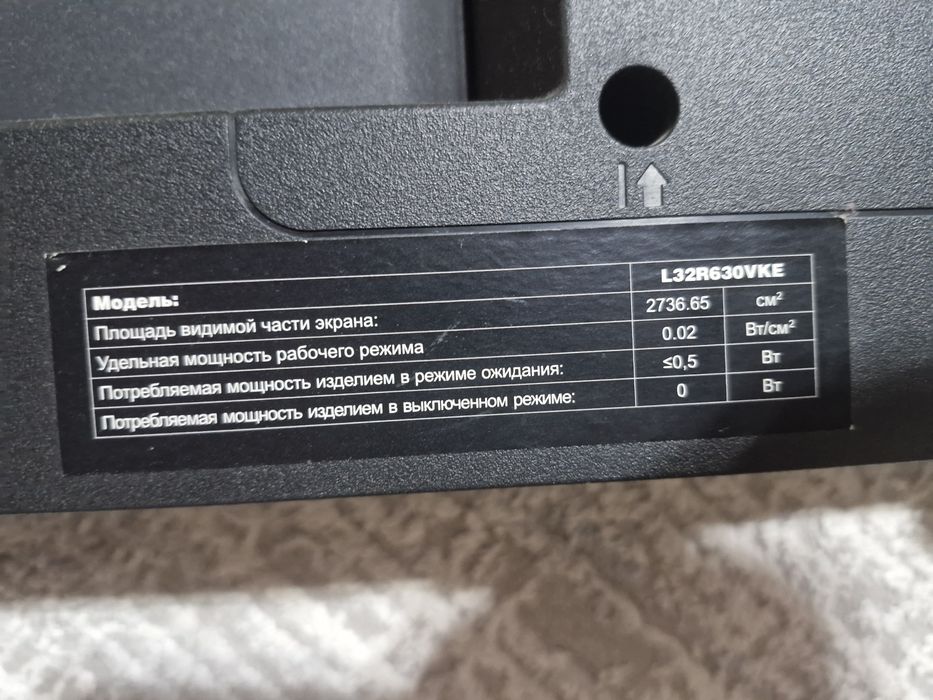 Модель: L32R630VKE
Площадь видимой части экрана: 2736.65 см²
Удельная мощность рабочего режима 0.02 Вт/см²
Потребляемая мощность изделием в режиме ожидания: ≤0,5 Вт
Потребляемая мощность изделием в выключенном режиме: 0 Вт